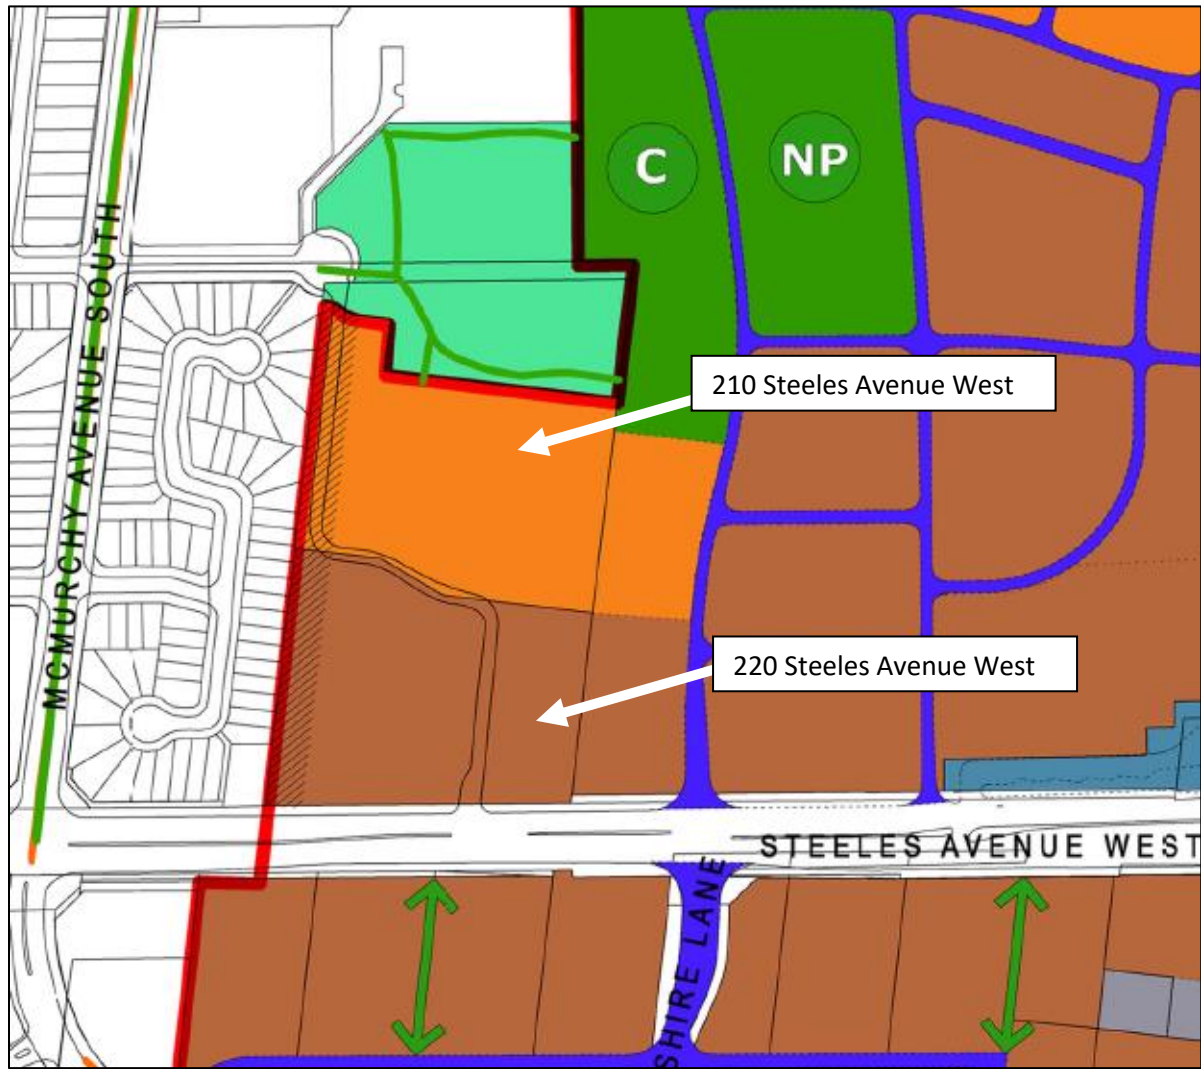 C
NP
MCMURCHY AVENUE SOUTH
210 Steeles Avenue West
220 Steeles Avenue West
STEELES AVENUE WEST
SHIRE LANE